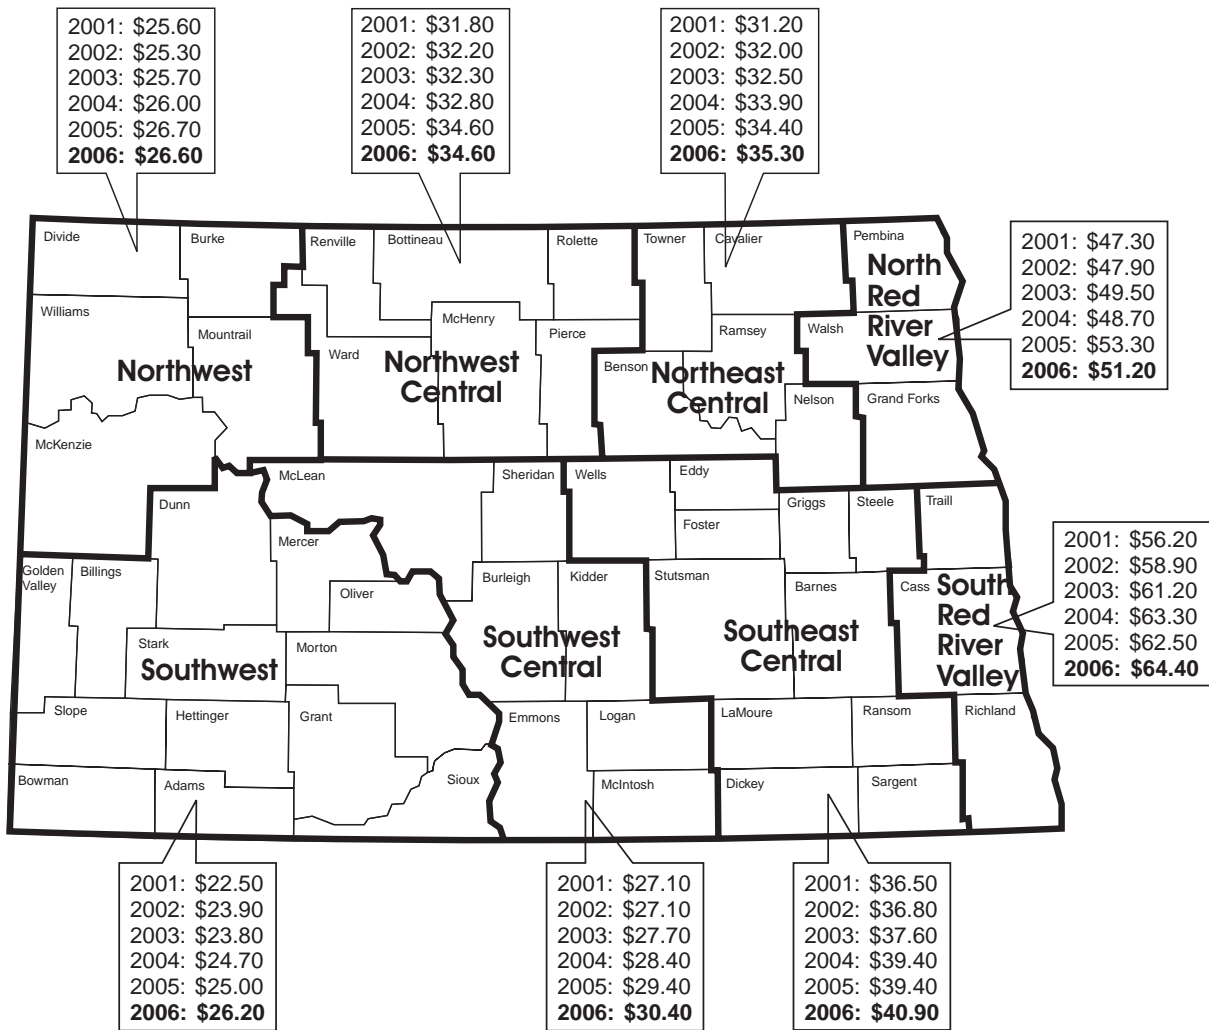 2001: $25.60
2002: $25.30
2003: $25.70
2004: $26.00
2005: $26.70
2006: $26.60
2001: $31.80
2002: $32.20
2003: $32.30
2004: $32.80
2005: $34.60
2006: $34.60
2001: $31.20
2002: $32.00
2003: $32.50
2004: $33.90
2005: $34.40
2006: $35.30
2001: $47.30
2002: $47.90
2003: $49.50
2004: $48.70
2005: $53.30
2006: $51.20
Divide
Burke
Williams
Mountrail
Northwest
McKenzie
Renville
Bottineau
Rolette
McHenry
Pierce
Ward
Northwest
Central
Towner
Cavalier
Ramsey
Benson
Northeast
Central
Nelson
Pembina
North
Red
River
Valley
Walsh
Grand Forks
Dunn
Mercer
Golden
Valley
Billings
Oliver
Stark
Morton
Southwest
Slope
Hettinger
Grant
Bowman
Adams
Sioux
McLean
Sheridan
Burleigh
Kidder
Southwest
Central
Emmons
Logan
McIntosh
Wells
Eddy
Foster
Griggs
Steele
Stutsman
Barnes
Southeast
Central
LaMoure
Ransom
Dickey
Sargent
Traill
Cass
South
Red
River
Valley
Richland
2001: $56.20
2002: $58.90
2003: $61.20
2004: $63.30
2005: $62.50
2006: $64.40
2001: $22.50
2002: $23.90
2003: $23.80
2004: $24.70
2005: $25.00
2006: $26.20
2001: $27.10
2002: $27.10
2003: $27.70
2004: $28.40
2005: $29.40
2006: $30.40
2001: $36.50
2002: $36.80
2003: $37.60
2004: $39.40
2005: $39.40
2006: $40.90